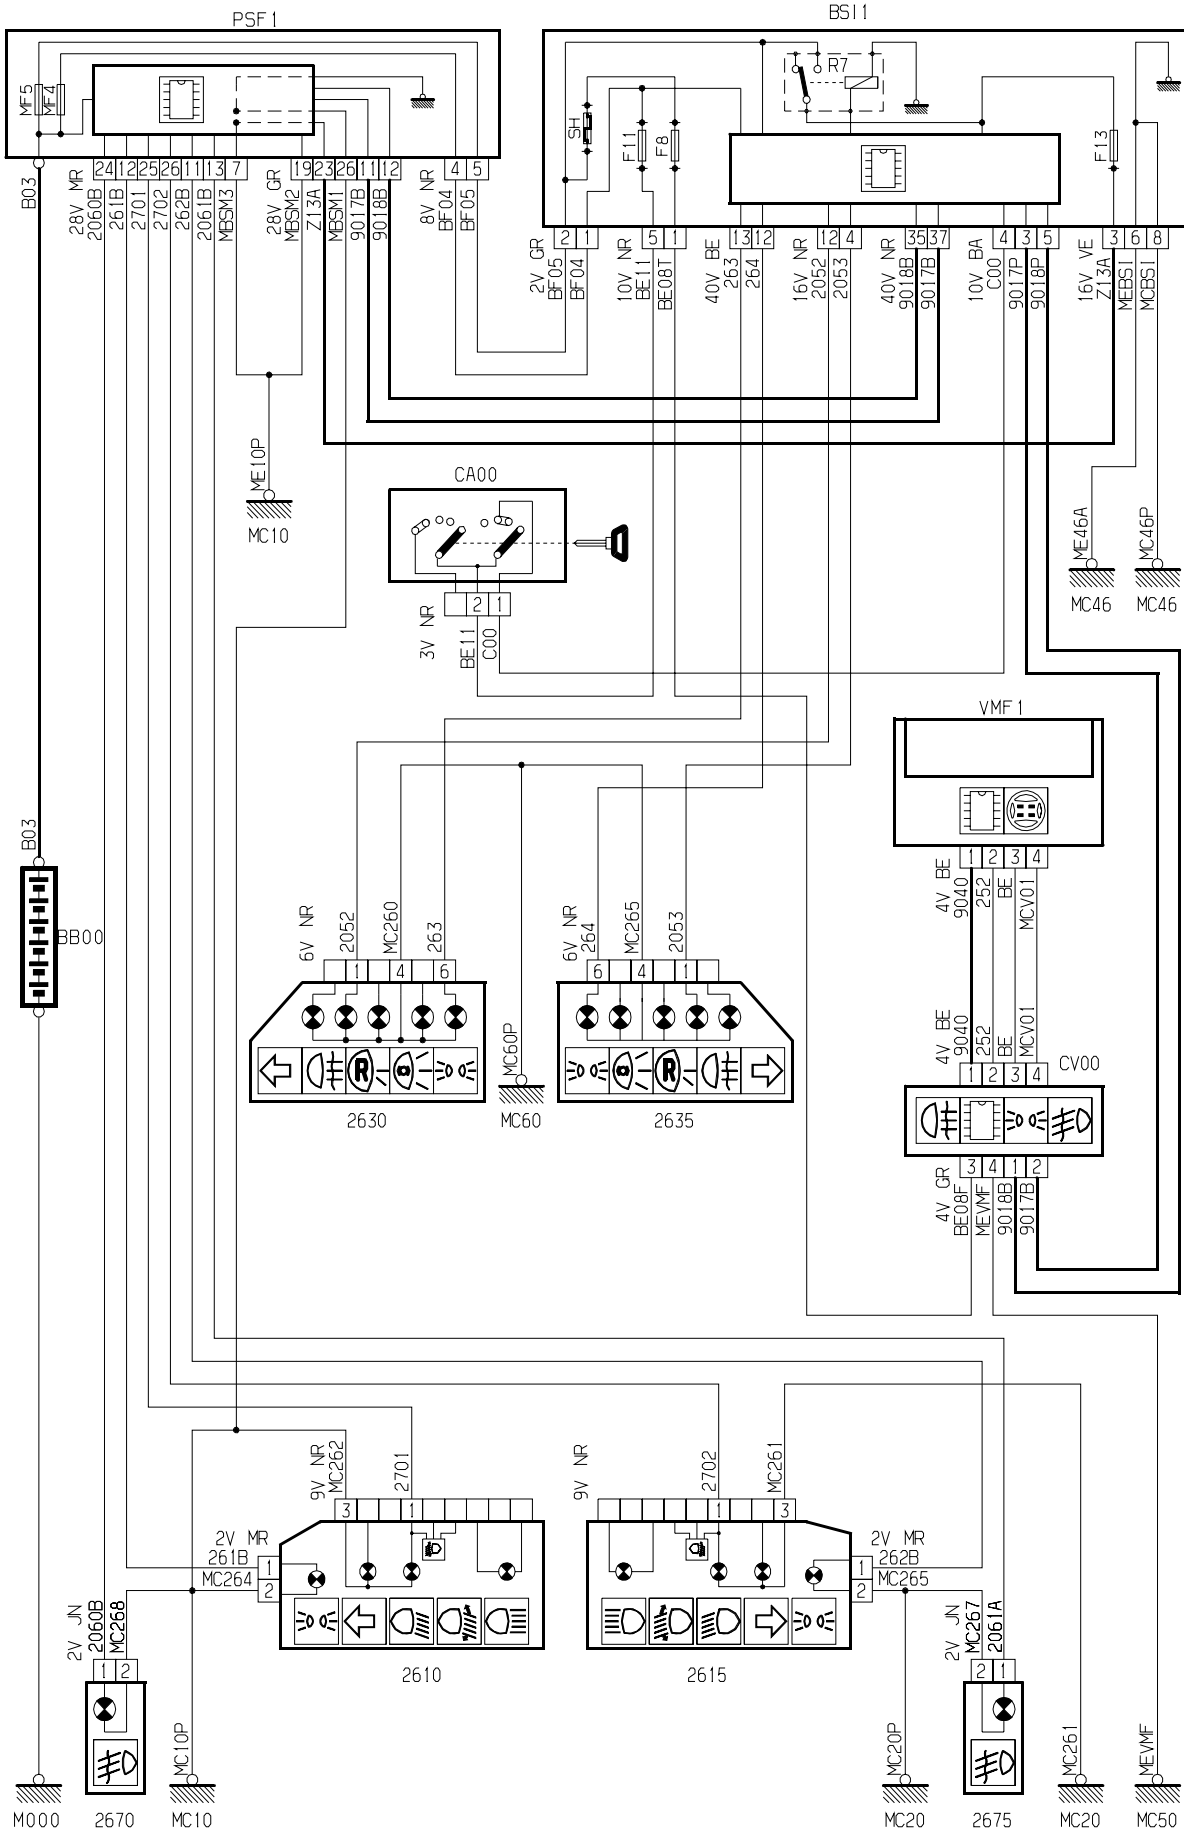 PSF1
BSI1
MF5
MF4
R7
SH
F11
F8
F13
B03
28V MR
24 12 25 26 11 13 7
2060B
261B
2701
2702
262B
2061B
MBSM3
28V GR
19 23 26 11 12
MBSM2
Z13A
MBSM1
9017B
9018B
8V NR
4 5
BF04
BF05
2V GR
2 1
BF05
BF04
10V NR
5 1
BE11
BE08T
40V BE
13 12
263
264
16V NR
12 4
2052
2053
40V NR
35 37
9018B
9017B
10V BA
4 3 5
C00
9017P
9018P
16V VE
3 6 8
Z13A
MEBSI
MCBSI
ME10P
MC10
CA00
3V NR
2 1
BE11
C00
ME46A
MC46
MC46P
MC46
VMF1
4V BE
1 2 3 4
9040
252
BE
MCV01
B03
BB00
6V NR
2052
MC260
263
1 4 6
R
2630
MC60P
MC60
6V NR
264
MC265
2053
6 4 1
R
2635
4V BE
9040
252
BE
MCV01
1 2 3 4
CV00
4V GR
3 4 1 2
BE08F
MEVMF
9018B
9017B
9V NR
MC262
2701
3 1
2V MR
261B
MC264
1
2
2610
9V NR
2702
MC261
1 3
2V MR
262B
MC265
1
2
2615
2V JN
2060B
MC268
1 2
2670
2V JN
MC267
2061A
2 1
2675
M000
MC10P
MC10
MC20P
MC20
MC261
MC20
MEVMF
MC50